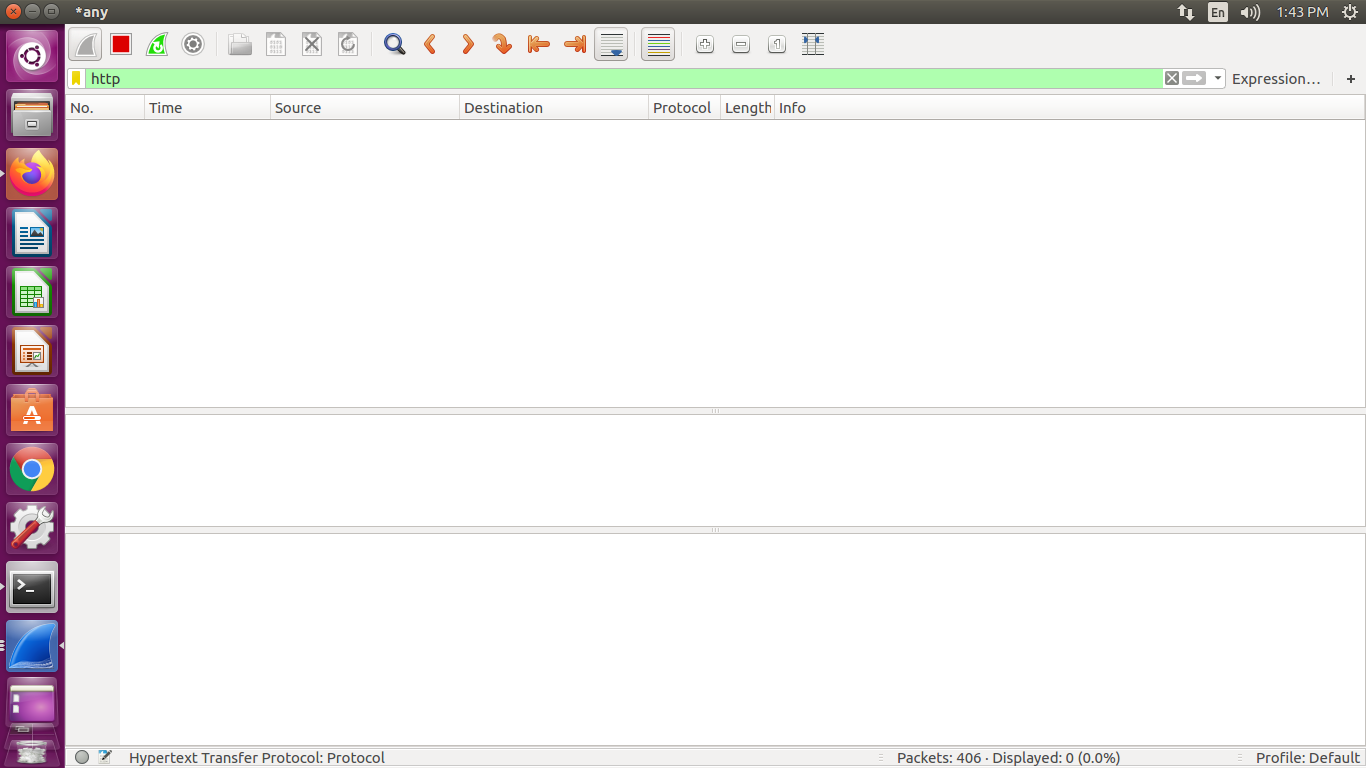 *any
En
1:43 PM
http
Expression…
+
No. Time Source Destination Protocol Length Info
Hypertext Transfer Protocol: Protocol
Packets: 406 · Displayed: 0 (0.0%)
Profile: Default